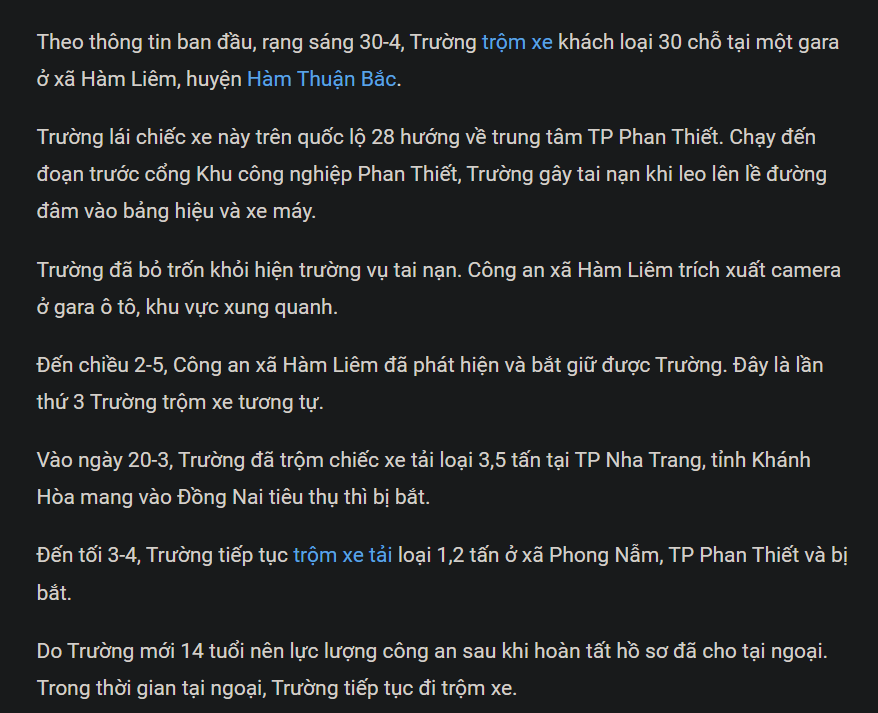 Theo thông tin ban đầu, rạng sáng 30-4, Trường trộm xe khách loại 30 chỗ tại một gara
ở xã Hàm Liêm, huyện Hàm Thuận Bắc.
Trường lái chiếc xe này trên quốc lộ 28 hướng về trung tâm TP Phan Thiết. Chạy đến
đoạn trước cổng Khu công nghiệp Phan Thiết, Trường gây tai nạn khi leo lên lề đường
đâm vào bảng hiệu và xe máy.
Trường đã bỏ trốn khỏi hiện trường vụ tai nạn. Công an xã Hàm Liêm trích xuất camera
ở gara ô tô, khu vực xung quanh.
Đến chiều 2-5, Công an xã Hàm Liêm đã phát hiện và bắt giữ được Trường. Đây là lần
thứ 3 Trường trộm xe tương tự.
Vào ngày 20-3, Trường đã trộm chiếc xe tải loại 3,5 tấn tại TP Nha Trang, tỉnh Khánh
Hòa mang vào Đồng Nai tiêu thụ thì bị bắt.
Đến tối 3-4, Trường tiếp tục trộm xe tải loại 1,2 tấn ở xã Phong Nẫm, TP Phan Thiết và bị
bắt.
Do Trường mới 14 tuổi nên lực lượng công an sau khi hoàn tất hồ sơ đã cho tại ngoại.
Trong thời gian tại ngoại, Trường tiếp tục đi trộm xe.